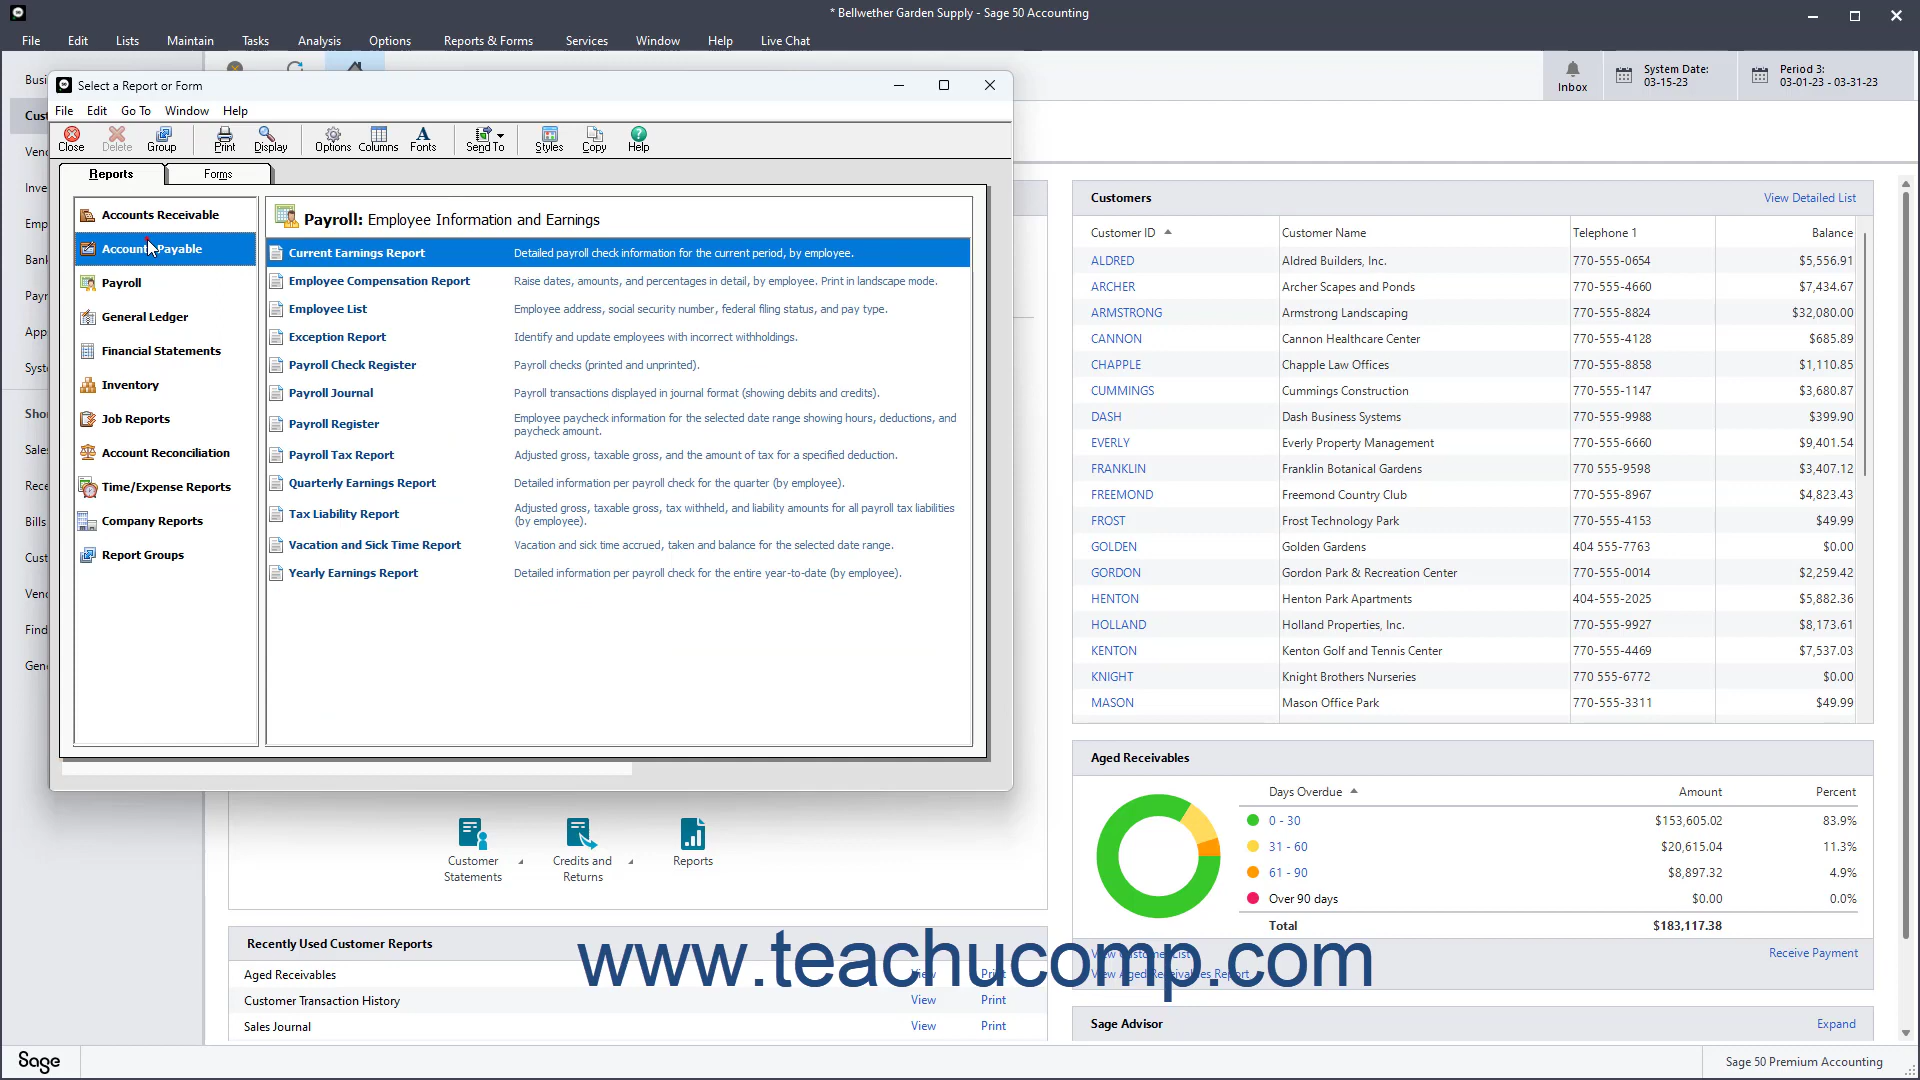 * Bellwether Garden Supply - Sage 50 Accounting
File Edit Lists Maintain Tasks Analysis Options Reports & Forms Services Window Help Live Chat
Inbox
System Date:
03-15-23
Period 3:
03-01-23 - 03-31-23
Busi
Cust
Vend
Inve
Emp
Bank
Payr
App
Syst
Shor
Sales
Rece
Bills
Cust
Vend
Find
Gene
Select a Report or Form
File Edit Go To Window Help
Close Delete Group Print Display Options Columns Fonts Send To Styles Copy Help
Reports Forms
Accounts Receivable
Accounts Payable
Payroll
General Ledger
Financial Statements
Inventory
Job Reports
Account Reconciliation
Time/Expense Reports
Company Reports
Report Groups
Payroll: Employee Information and Earnings
Current Earnings Report Detailed payroll check information for the current period, by employee.
Employee Compensation Report Raise dates, amounts, and percentages in detail, by employee. Print in landscape mode.
Employee List Employee address, social security number, federal filing status, and pay type.
Exception Report Identify and update employees with incorrect withholdings.
Payroll Check Register Payroll checks (printed and unprinted).
Payroll Journal Payroll transactions displayed in journal format (showing debits and credits).
Payroll Register Employee paycheck information for the selected date range showing hours, deductions, and
paycheck amount.
Payroll Tax Report Adjusted gross, taxable gross, and the amount of tax for a specified deduction.
Quarterly Earnings Report Detailed information per payroll check for the quarter (by employee).
Tax Liability Report Adjusted gross, taxable gross, tax withheld, and liability amounts for all payroll tax liabilities
(by employee).
Vacation and Sick Time Report Vacation and sick time accrued, taken and balance for the selected date range.
Yearly Earnings Report Detailed information per payroll check for the entire year-to-date (by employee).
Customer
Statements
Credits and
Returns
Reports
Recently Used Customer Reports
Aged Receivables View Print
Customer Transaction History View Print
Sales Journal View Print
Customers View Detailed List
Customer ID Customer Name Telephone 1 Balance
ALDRED Aldred Builders, Inc. 770-555-0654 $5,556.91
ARCHER Archer Scapes and Ponds 770-555-4660 $7,434.67
ARMSTRONG Armstrong Landscaping 770-555-8824 $32,080.00
CANNON Cannon Healthcare Center 770-555-4128 $685.89
CHAPPLE Chapple Law Offices 770-555-8858 $1,110.85
CUMMINGS Cummings Construction 770-555-1147 $3,680.87
DASH Dash Business Systems 770-555-9988 $399.90
EVERLY Everly Property Management 770-555-6660 $9,401.54
FRANKLIN Franklin Botanical Gardens 770 555-9598 $3,407.12
FREEMOND Freemond Country Club 770-555-8967 $4,823.43
FROST Frost Technology Park 770-555-4153 $49.99
GOLDEN Golden Gardens 404 555-7763 $0.00
GORDON Gordon Park & Recreation Center 770-555-0014 $2,259.42
HENTON Henton Park Apartments 404-555-2025 $5,882.36
HOLLAND Holland Properties, Inc. 770-555-9927 $8,173.61
KENTON Kenton Golf and Tennis Center 770-555-4469 $7,537.03
KNIGHT Knight Brothers Nurseries 770 555-6772 $0.00
MASON Mason Office Park 770-555-3311 $49.99
Aged Receivables
Days Overdue Amount Percent
0 - 30 $153,605.02 83.9%
31 - 60 $20,615.04 11.3%
61 - 90 $8,897.32 4.9%
Over 90 days $0.00 0.0%
Total $183,117.38
View Customer List Receive Payment
View Aged Receivables Report
Sage Advisor Expand
www.teachucomp.com
Sage
Sage 50 Premium Accounting